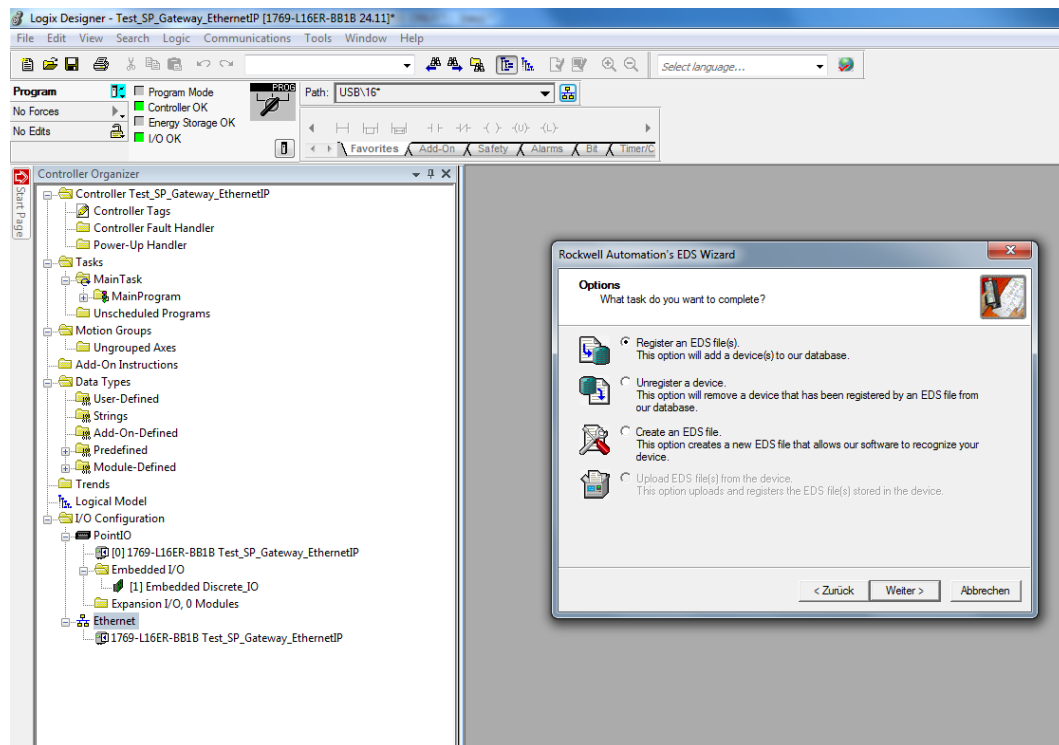 Logix Designer - Test_SP_Gateway_EthernetIP [1769-L16ER-BB1B 24.11]*
File Edit View Search Logic Communications Tools Window Help
Select language...
Program
Program Mode
PROG
Path: USB\16*
No Forces
Controller OK
Energy Storage OK
No Edits
I/O OK
Favorites Add-On Safety Alarms Bit Timer/C
Start Page
Controller Organizer
Controller Test_SP_Gateway_EthernetIP
Controller Tags
Controller Fault Handler
Power-Up Handler
Tasks
MainTask
MainProgram
Unscheduled Programs
Motion Groups
Ungrouped Axes
Add-On Instructions
Data Types
User-Defined
Strings
Add-On-Defined
Predefined
Module-Defined
Trends
Logical Model
I/O Configuration
PointIO
[0] 1769-L16ER-BB1B Test_SP_Gateway_EthernetIP
Embedded I/O
[1] Embedded Discrete_IO
Expansion I/O, 0 Modules
Ethernet
1769-L16ER-BB1B Test_SP_Gateway_EthernetIP
Rockwell Automation's EDS Wizard
Options
What task do you want to complete?
Register an EDS file(s).
This option will add a device(s) to our database.
Unregister a device.
This option will remove a device that has been registered by an EDS file from
our database.
Create an EDS file.
This option creates a new EDS file that allows our software to recognize your
device.
Upload EDS file(s) from the device.
This option uploads and registers the EDS file(s) stored in the device.
< Zurück Weiter > Abbrechen